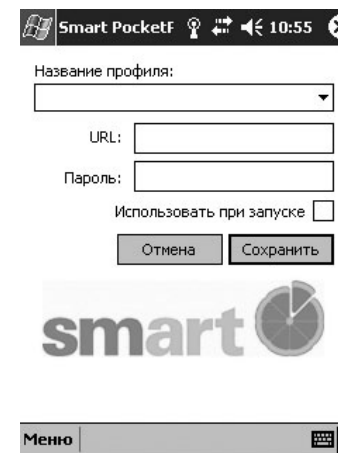 Smart PocketF 10:55
Название профиля:
URL:
Пароль:
Использовать при запуске
Отмена Сохранить
smart
Меню